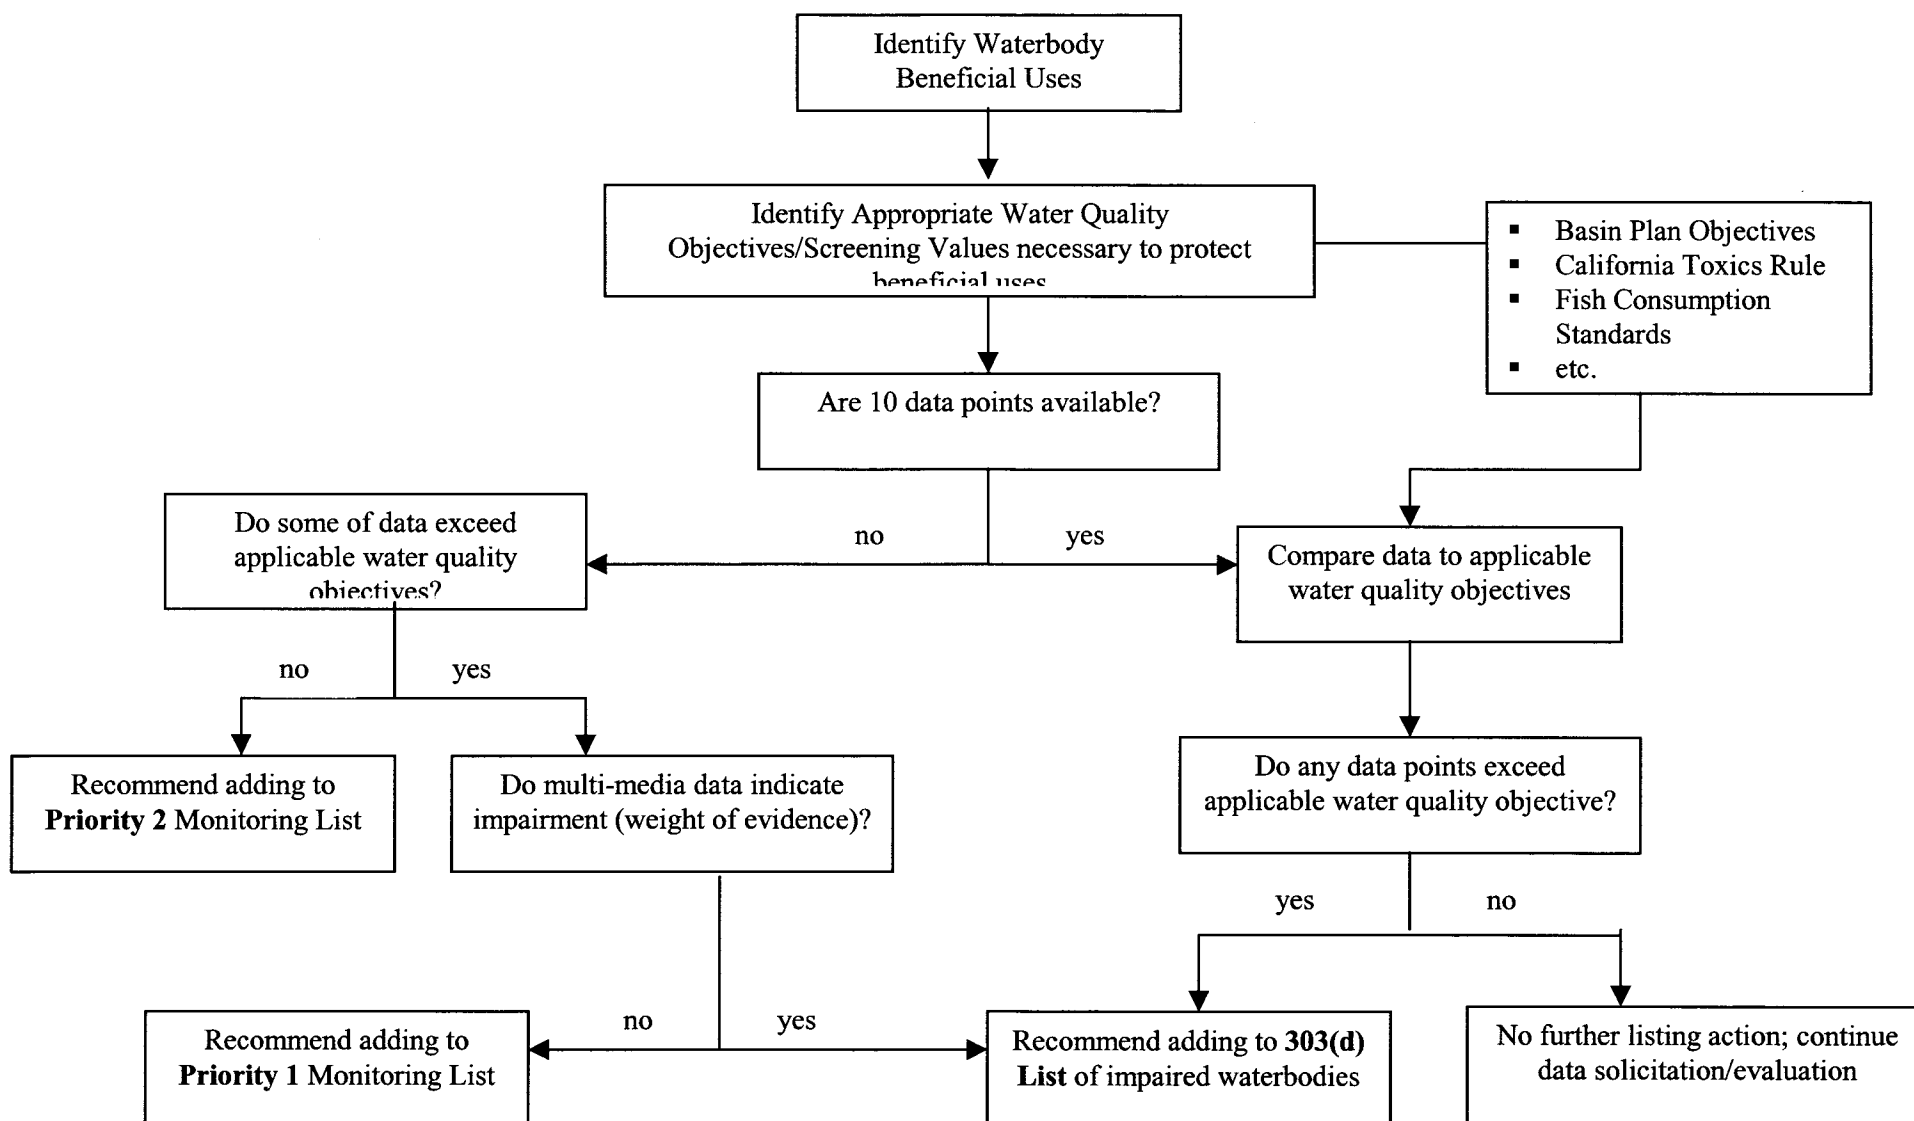 Identify Waterbody
Beneficial Uses
Identify Appropriate Water Quality
Objectives/Screening Values necessary to protect
beneficial uses
▪ Basin Plan Objectives
▪ California Toxics Rule
▪ Fish Consumption
Standards
▪ etc.
Are 10 data points available?
Do some of data exceed
applicable water quality
objectives?
no
yes
Compare data to applicable
water quality objectives
no
yes
Recommend adding to
Priority 2 Monitoring List
Do multi-media data indicate
impairment (weight of evidence)?
Do any data points exceed
applicable water quality objective?
yes
no
no
yes
Recommend adding to
Priority 1 Monitoring List
Recommend adding to 303(d)
List of impaired waterbodies
No further listing action; continue
data solicitation/evaluation